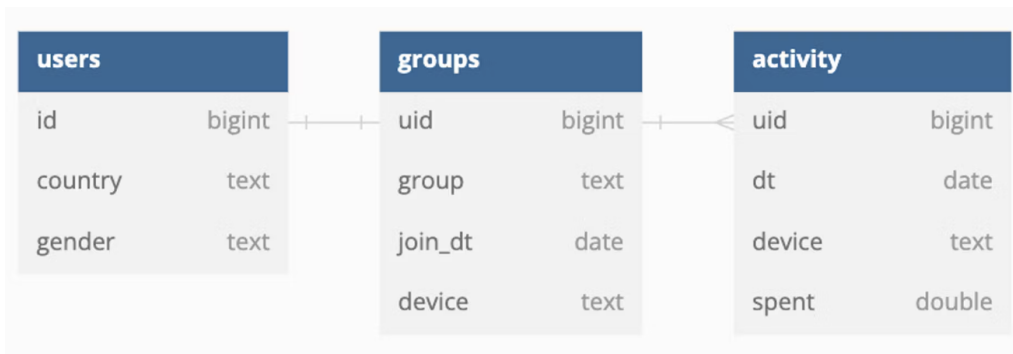 users
id bigint
country text
gender text
groups
uid bigint
group text
join_dt date
device text
activity
uid bigint
dt date
device text
spent double